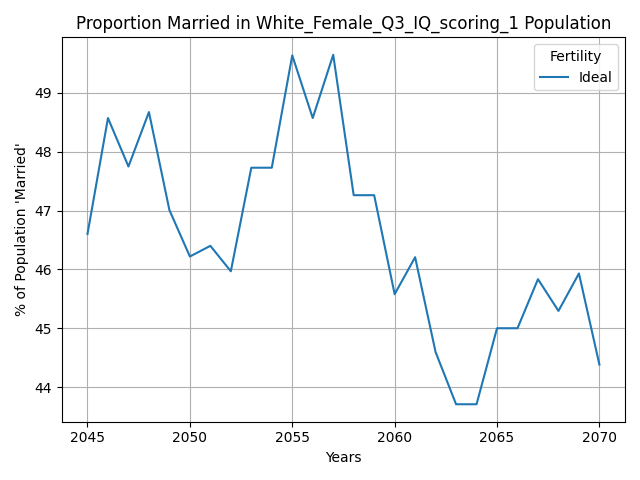 Proportion Married in White_Female_Q3_IQ_scoring_1 Population
Fertility
Ideal
% of Population 'Married'
49
48
47
46
45
44
2045 2050 2055 2060 2065 2070
Years